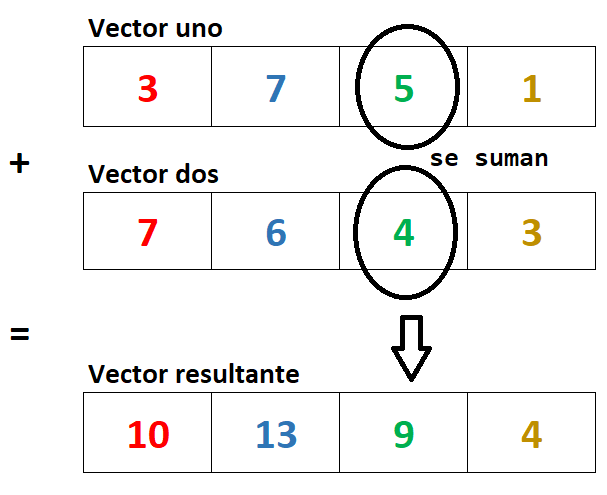 Vector uno
3 7 5 1
+
se suman
Vector dos
7 6 4 3
=
Vector resultante
10 13 9 4